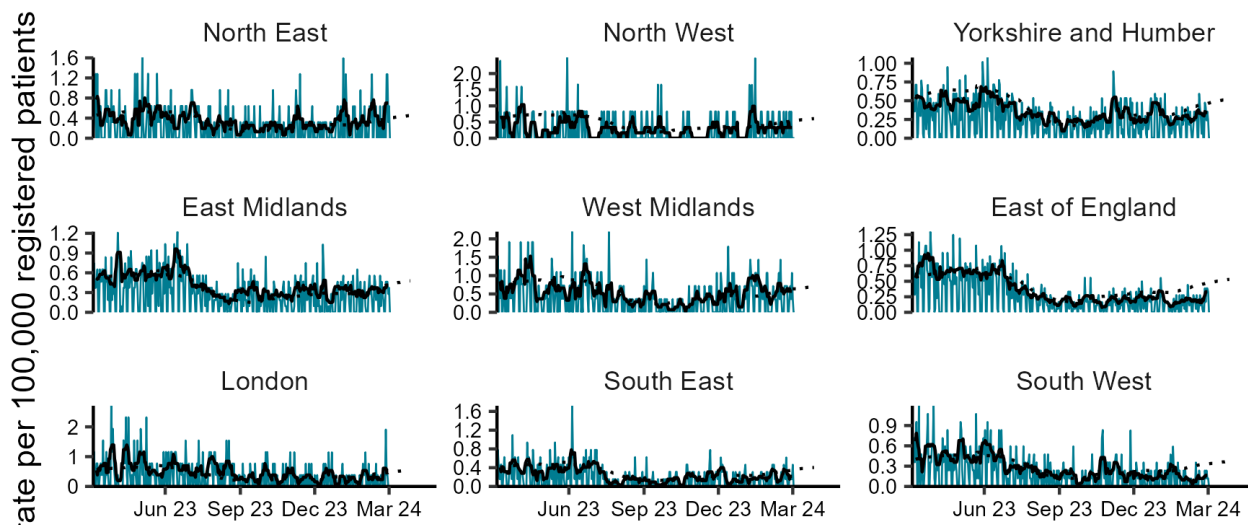 rate per 100,000 registered patients
North East North West Yorkshire and Humber
1.6 1.2 0.8 0.4 0.0
2.0 1.5 1.0 0.5 0.0
1.00 0.75 0.50 0.25 0.00
East Midlands West Midlands East of England
1.2 0.9 0.6 0.3 0.0
2.0 1.5 1.0 0.5 0.0
1.25 1.00 0.75 0.50 0.25 0.00
London South East South West
2 1 0
1.6 1.2 0.8 0.4 0.0
0.9 0.6 0.3 0.0
Jun 23 Sep 23 Dec 23 Mar 24 Jun 23 Sep 23 Dec 23 Mar 24 Jun 23 Sep 23 Dec 23 Mar 24